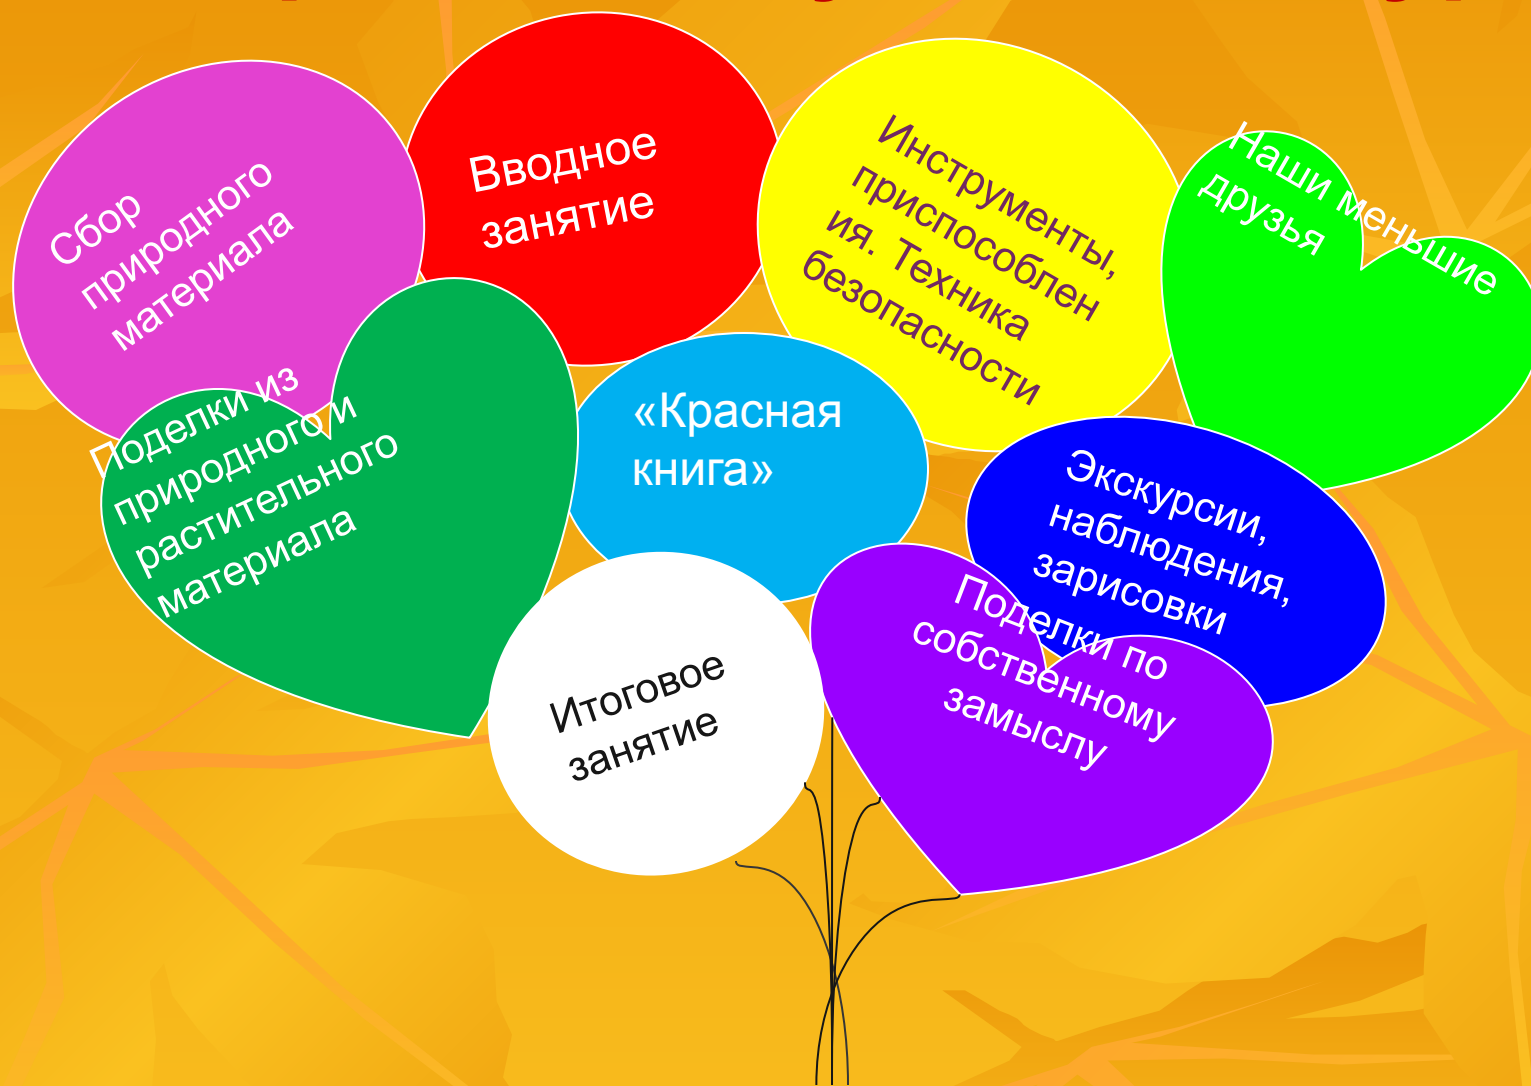 Сбор
природного
материала
Вводное
занятие
Инструменты,
приспособлен
ия. Техника
безопасности
Наши меньшие
друзья
Поделки из
природного и
растительного
материала
«Красная
книга»
Экскурсии,
наблюдения,
зарисовки
Поделки по
собственному
замыслу
Итоговое
занятие